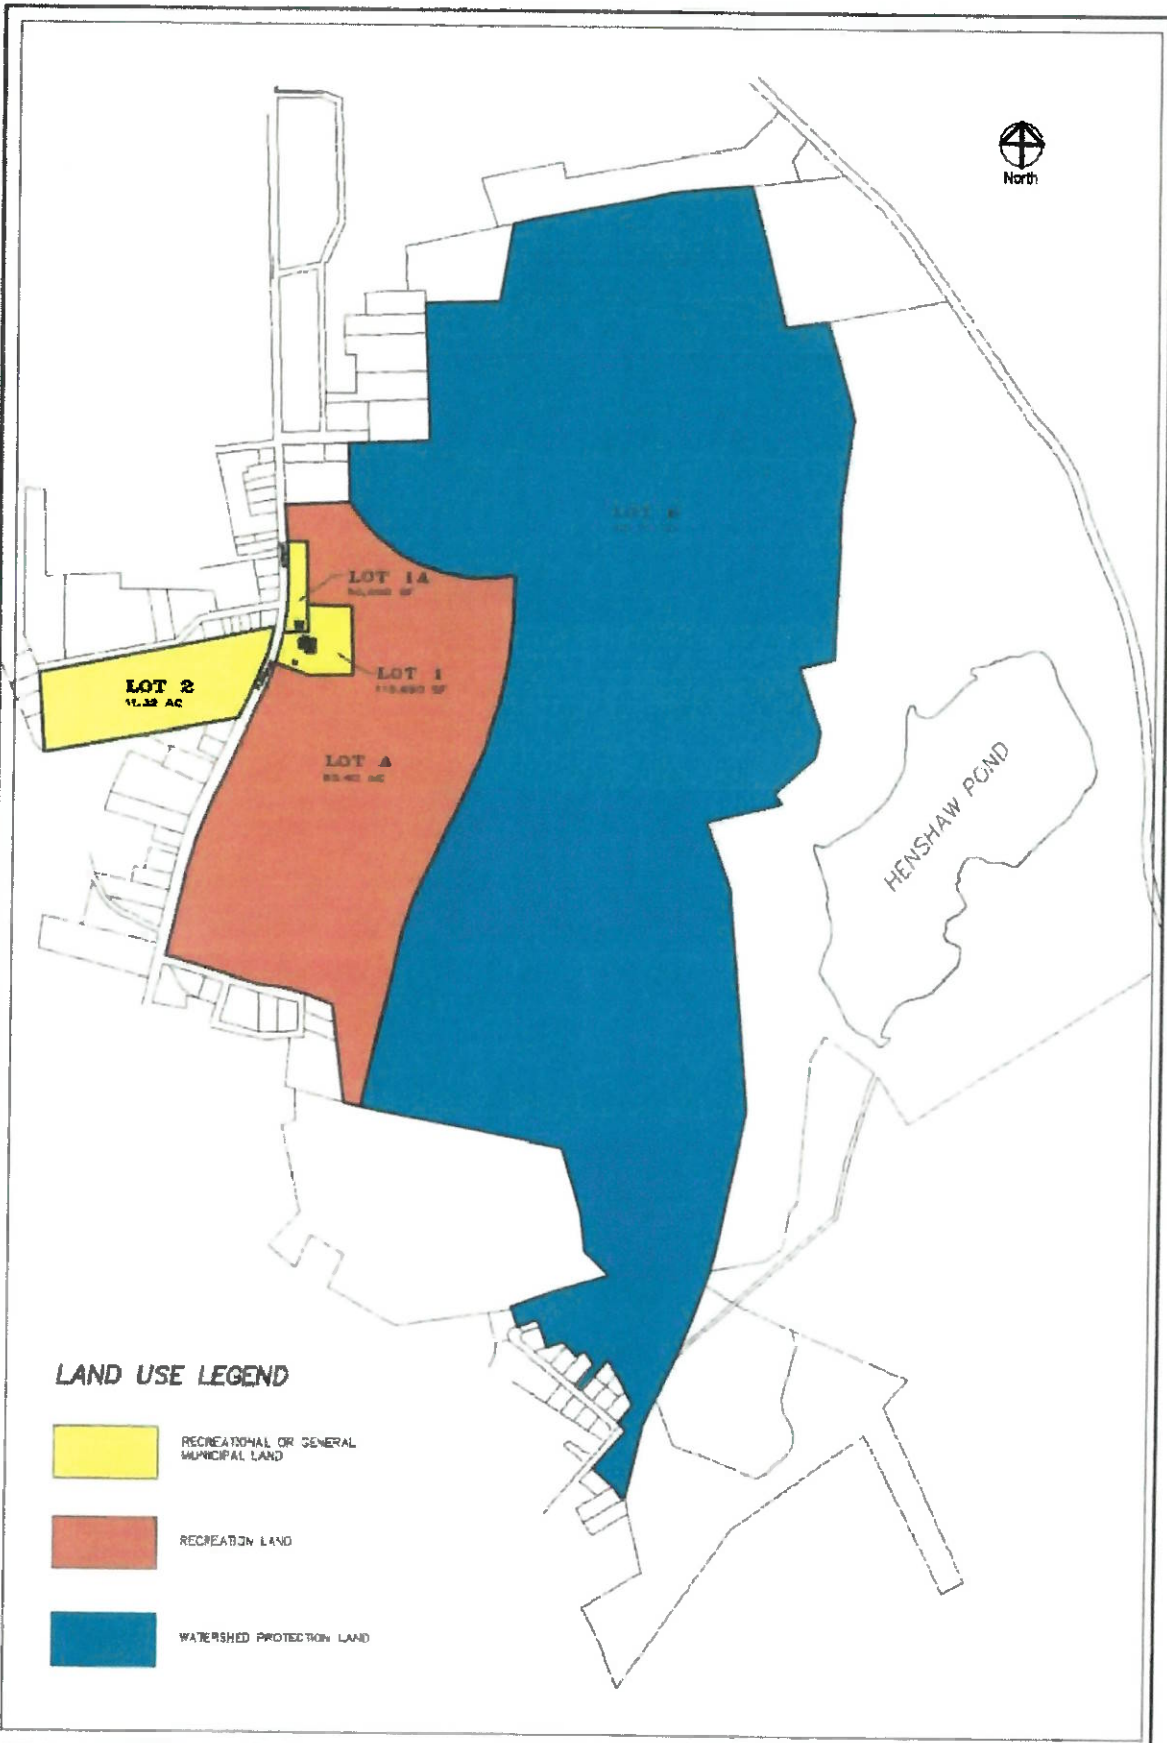 North
LOT 1A
LOT 1
LOT 2
LOT A
HENSHAW POND
LAND USE LEGEND
RECREATIONAL OR GENERAL
MUNICIPAL LAND
RECREATION LAND
WATERSHED PROTECTION LAND